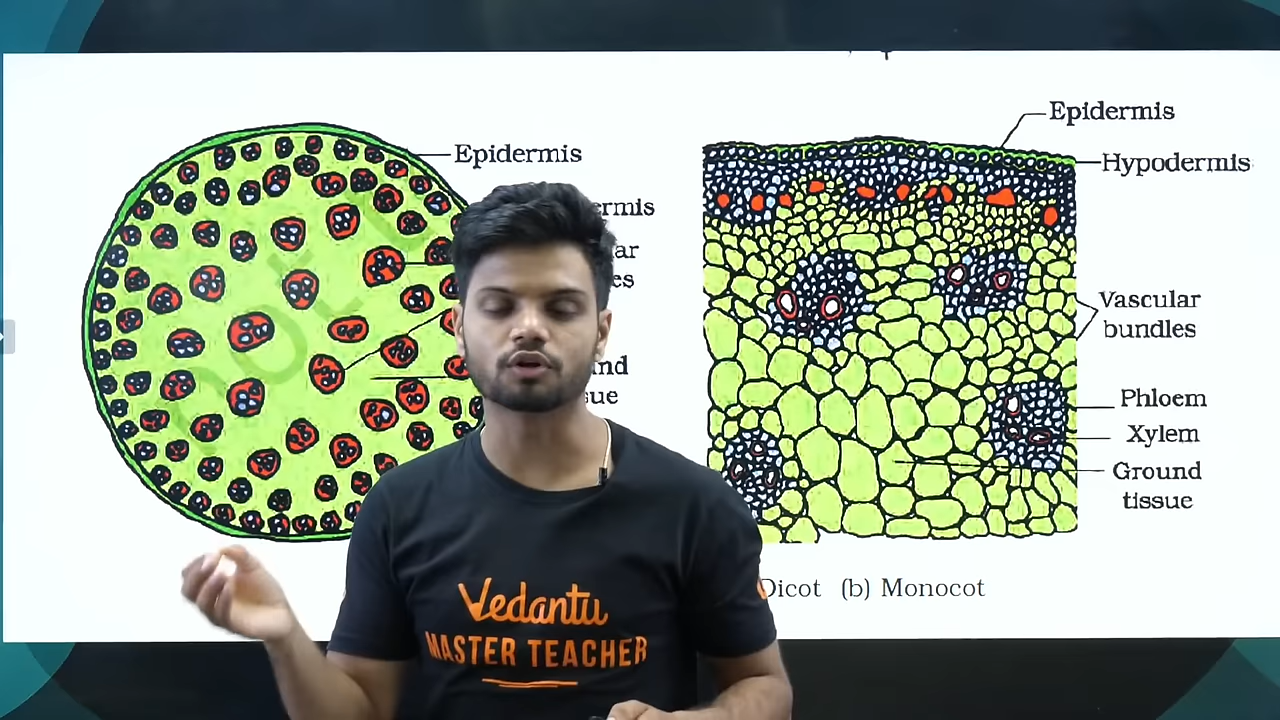 Epidermis
Epidermis
Hypodermis
Vascular
bundles
Phloem
Xylem
Ground
tissue
Dicot (b) Monocot
Vedantu
MASTER TEACHER